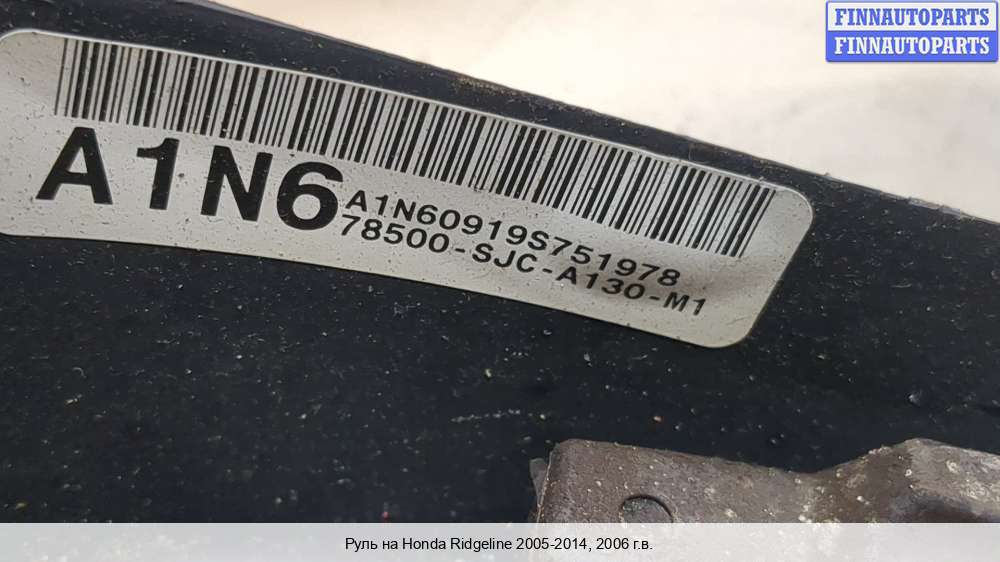 FINNAUTOPARTS
FINNAUTOPARTS
A1N6
A1N60919S751978
78500-SJC-A130-M1
Руль на Honda Ridgeline 2005-2014, 2006 г.в.